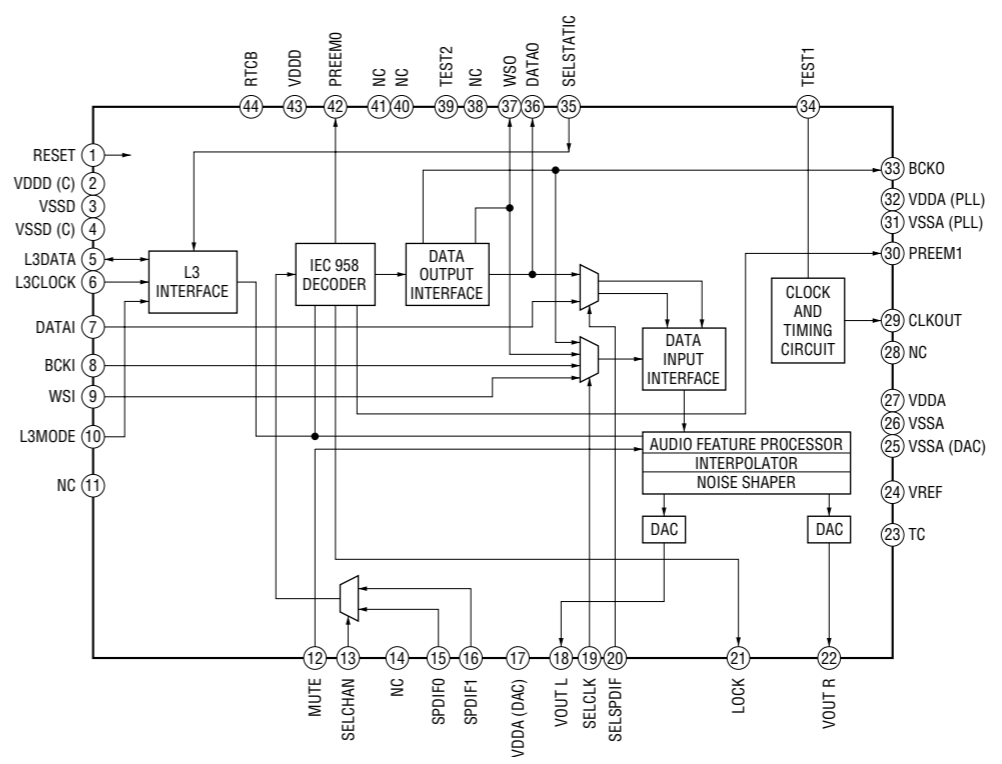 RTCB
VDDD
PREEM0
NC
NC
TEST2
NC
WSO
DATAO
SELSTATIC
TEST1
44
43
42
41
40
39
38
37
36
35
34
RESET
1
VDDD (C)
2
VSSD
3
VSSD (C)
4
L3DATA
5
L3CLOCK
6
DATAI
7
BCKI
8
WSI
9
L3MODE
10
NC
11
33
BCKO
32
VDDA (PLL)
31
VSSA (PLL)
30
PREEM1
29
CLKOUT
28
NC
27
VDDA
26
VSSA
25
VSSA (DAC)
24
VREF
23
TC
L3
INTERFACE
IEC 958
DECODER
DATA
OUTPUT
INTERFACE
CLOCK
AND
TIMING
CIRCUIT
DATA
INPUT
INTERFACE
AUDIO FEATURE PROCESSOR
INTERPOLATOR
NOISE SHAPER
DAC
DAC
12
13
14
15
16
17
18
19
20
21
22
MUTE
SELCHAN
NC
SPDIF0
SPDIF1
VDDA (DAC)
VOUT L
SELCLK
SELSPDIF
LOCK
VOUT R